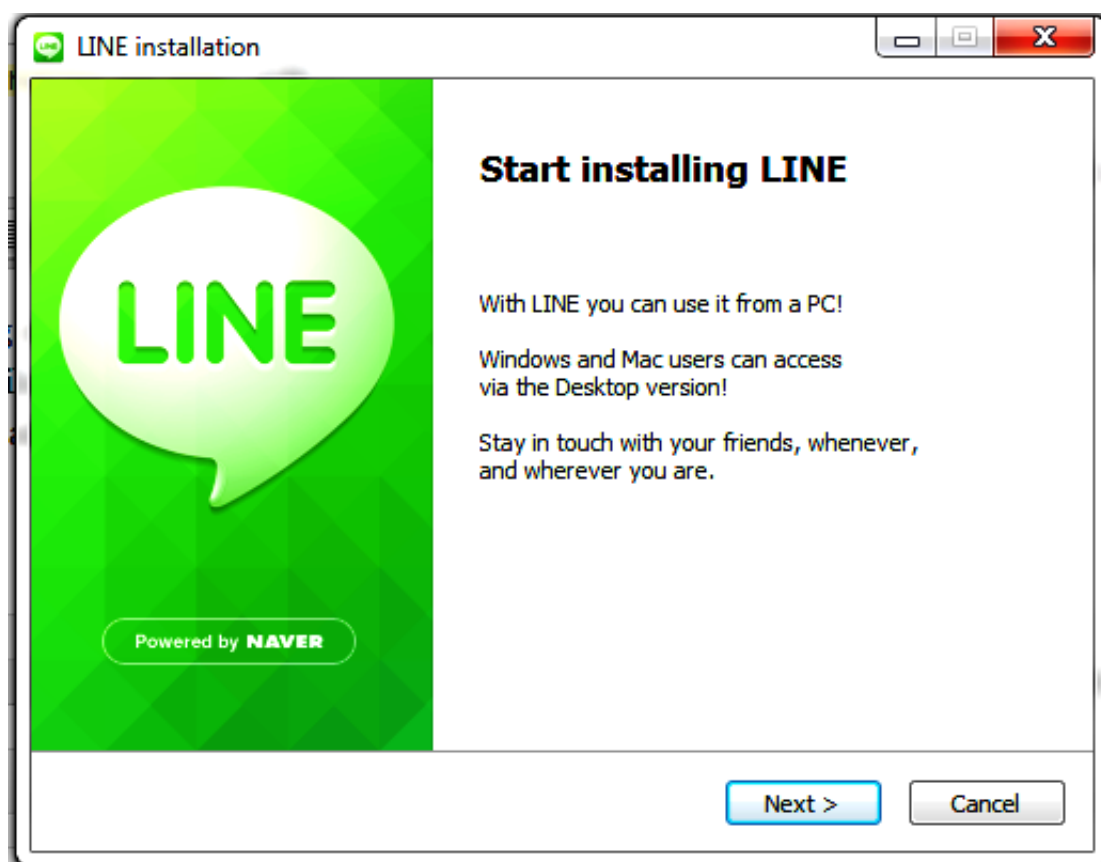 LINE installation
LINE
Powered by NAVER
Start installing LINE
With LINE you can use it from a PC!
Windows and Mac users can access
via the Desktop version!
Stay in touch with your friends, whenever,
and wherever you are.
Next >
Cancel